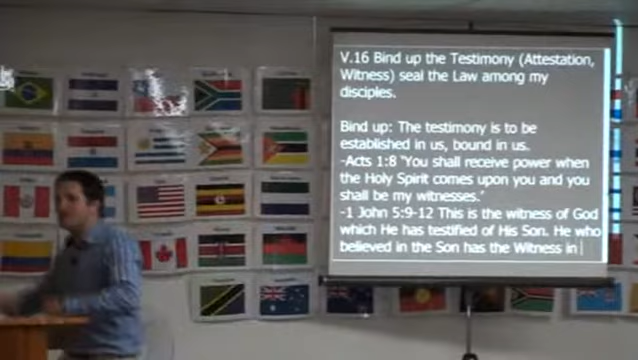 V.16 Bind up the Testimony (Attestation,
Witness) seal the Law among my
disciples.
Bind up: The testimony is to be
established in us, bound in us.
-Acts 1:8 'You shall receive power when
the Holy Spirit comes upon you and you
shall be my witnesses.'
-1 John 5:9-12 This is the witness of God
which He has testified of His Son. He who
believed in the Son has the Witness in